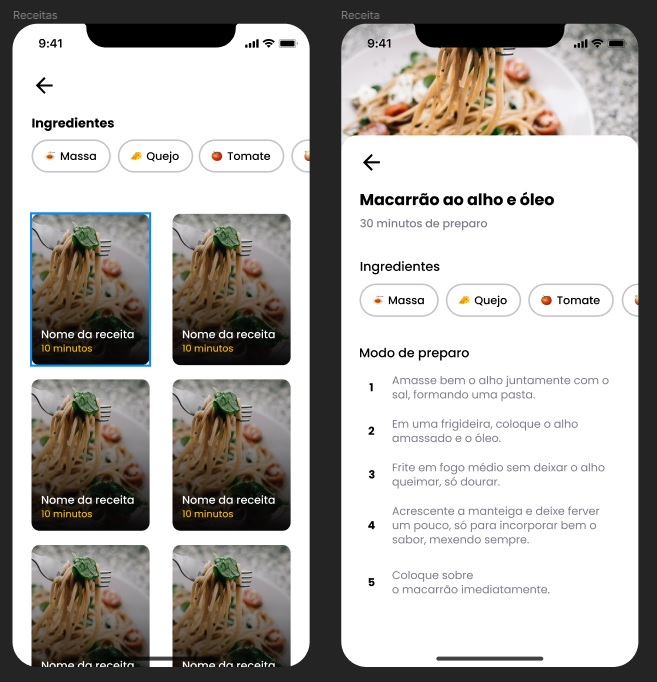 Receitas
9:41
Ingredientes
Massa
Quejo
Tomate
Nome da receita
10 minutos
Nome da receita
10 minutos
Nome da receita
10 minutos
Nome da receita
10 minutos
Nome da receita
Nome da receita
Receita
9:41
Macarrão ao alho e óleo
30 minutos de preparo
Ingredientes
Massa
Quejo
Tomate
Modo de preparo
1 Amasse bem o alho juntamente com o
sal, formando uma pasta.
2 Em uma frigideira, coloque o alho
amassado e o óleo.
3 Frite em fogo médio sem deixar o alho
queimar, só dourar.
4 Acrescente a manteiga e deixe ferver
um pouco, só para incorporar bem o
sabor, mexendo sempre.
5 Coloque sobre
o macarrão imediatamente.